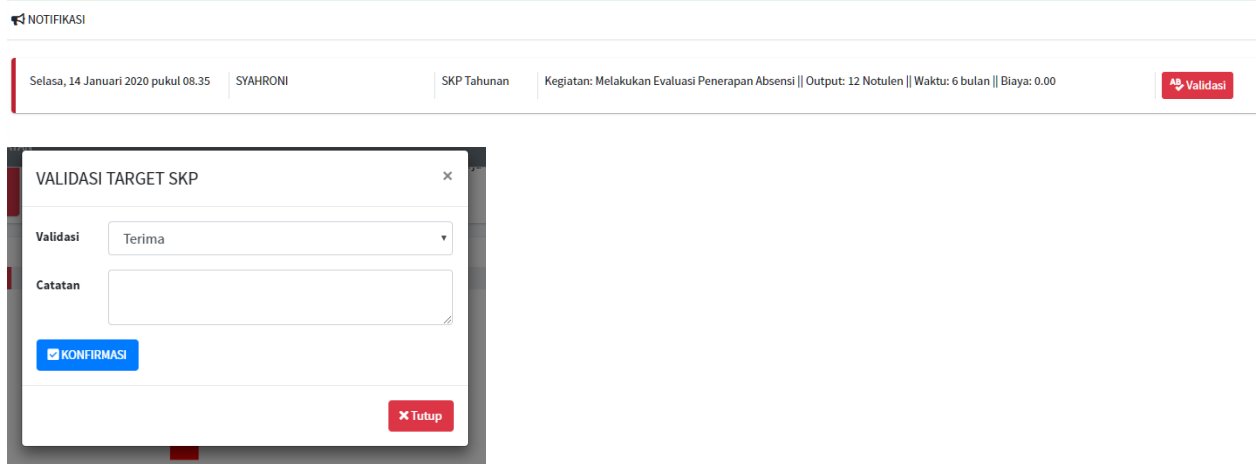 NOTIFIKASI
Selasa, 14 Januari 2020 pukul 08.35 SYAHRONI SKP Tahunan Kegiatan: Melakukan Evaluasi Penerapan Absensi || Output: 12 Notulen || Waktu: 6 bulan || Biaya: 0.00 Validasi
VALIDASI TARGET SKP ×
Validasi Terima
Catatan
KONFIRMASI
Tutup